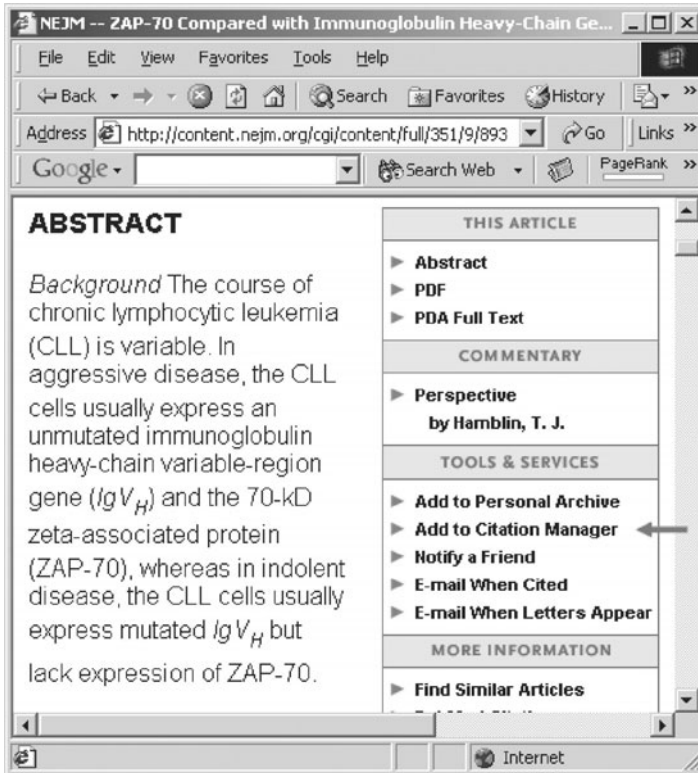 NEJM -- ZAP-70 Compared with Immunoglobulin Heavy-Chain Ge...
File Edit View Favorites Tools Help
Back Search Favorites History
Address http://content.nejm.org/cgi/content/full/351/9/893 Go Links
Google Search Web PageRank
ABSTRACT
Background The course of
chronic lymphocytic leukemia
(CLL) is variable. In
aggressive disease, the CLL
cells usually express an
unmutated immunoglobulin
heavy-chain variable-region
gene (IgVH) and the 70-kD
zeta-associated protein
(ZAP-70), whereas in indolent
disease, the CLL cells usually
express mutated IgVH but
lack expression of ZAP-70.
THIS ARTICLE
Abstract
PDF
PDA Full Text
COMMENTARY
Perspective
by Hamblin, T. J.
TOOLS & SERVICES
Add to Personal Archive
Add to Citation Manager
Notify a Friend
E-mail When Cited
E-mail When Letters Appear
MORE INFORMATION
Find Similar Articles
Internet